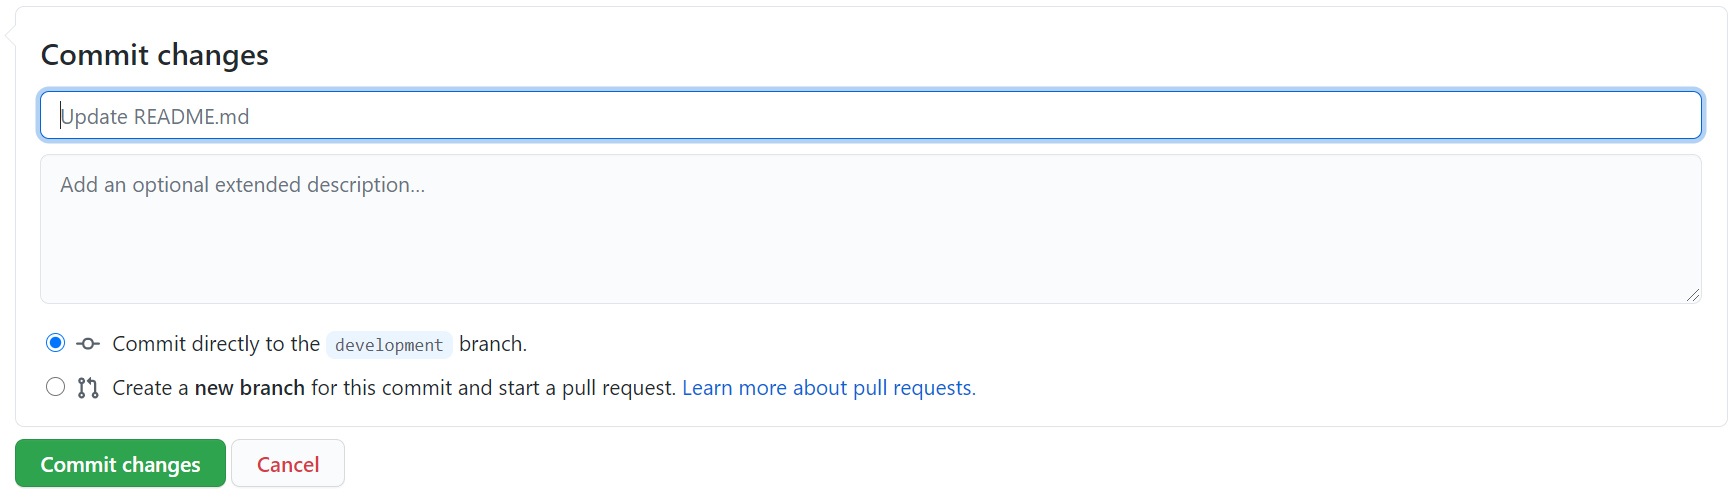 Commit changes
Update README.md
Add an optional extended description...
Commit directly to the development branch.
Create a new branch for this commit and start a pull request. Learn more about pull requests.
Commit changes Cancel